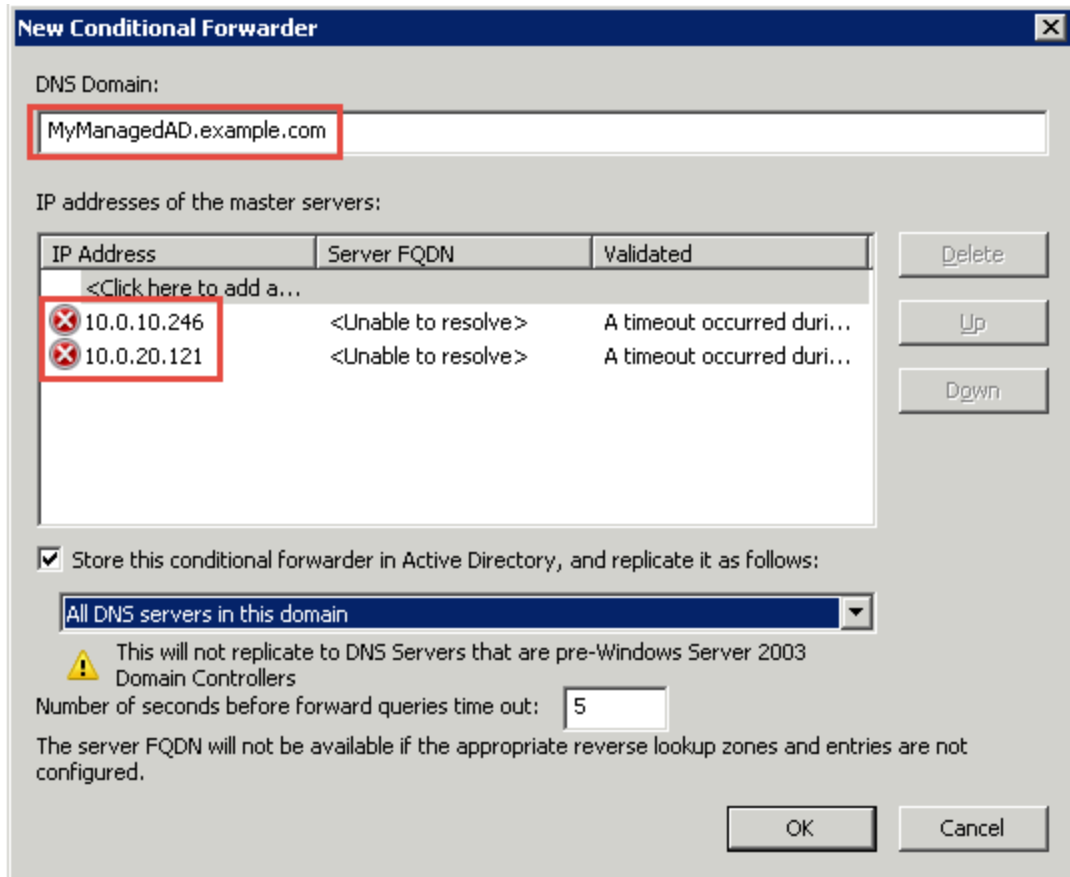 New Conditional Forwarder
DNS Domain:
MyManagedAD.example.com
IP addresses of the master servers:
IP Address Server FQDN Validated
<Click here to add a...
10.0.10.246 <Unable to resolve> A timeout occurred duri...
10.0.20.121 <Unable to resolve> A timeout occurred duri...
Delete
Up
Down
Store this conditional forwarder in Active Directory, and replicate it as follows:
All DNS servers in this domain
This will not replicate to DNS Servers that are pre-Windows Server 2003
Domain Controllers
Number of seconds before forward queries time out: 5
The server FQDN will not be available if the appropriate reverse lookup zones and entries are not
configured.
OK Cancel